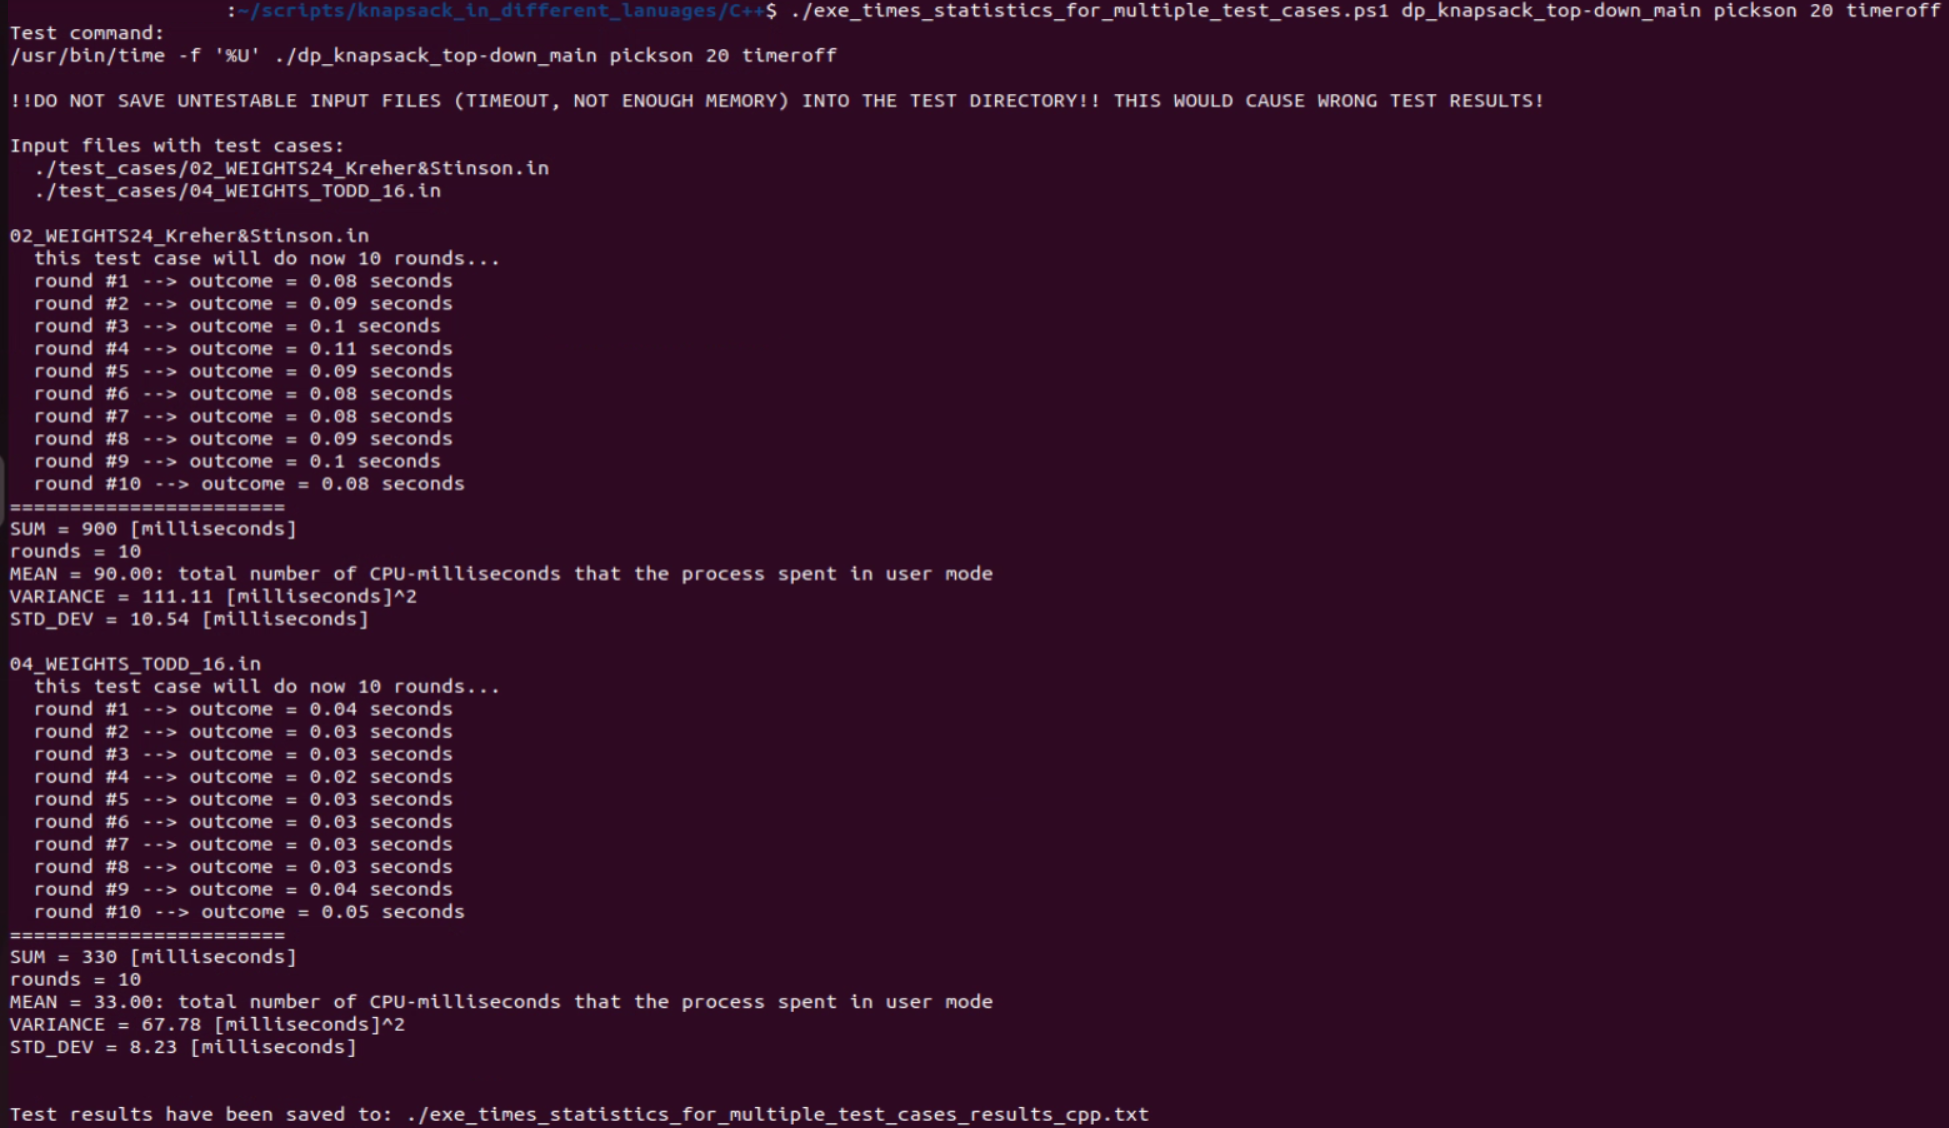 :~/scripts/knapsack_in_different_lanuages/C++$ ./exe_times_statistics_for_multiple_test_cases.ps1 dp_knapsack_top-down_main pickson 20 timeroff
Test command:
/usr/bin/time -f '%U' ./dp_knapsack_top-down_main pickson 20 timeroff

!!DO NOT SAVE UNTESTABLE INPUT FILES (TIMEOUT, NOT ENOUGH MEMORY) INTO THE TEST DIRECTORY!! THIS WOULD CAUSE WRONG TEST RESULTS!

Input files with test cases:
  ./test_cases/02_WEIGHTS24_Kreher&Stinson.in
  ./test_cases/04_WEIGHTS_TODD_16.in

02_WEIGHTS24_Kreher&Stinson.in
  this test case will do now 10 rounds...
  round #1 --> outcome = 0.08 seconds
  round #2 --> outcome = 0.09 seconds
  round #3 --> outcome = 0.1 seconds
  round #4 --> outcome = 0.11 seconds
  round #5 --> outcome = 0.09 seconds
  round #6 --> outcome = 0.08 seconds
  round #7 --> outcome = 0.08 seconds
  round #8 --> outcome = 0.09 seconds
  round #9 --> outcome = 0.1 seconds
  round #10 --> outcome = 0.08 seconds
=======================
SUM = 900 [milliseconds]
rounds = 10
MEAN = 90.00: total number of CPU-milliseconds that the process spent in user mode
VARIANCE = 111.11 [milliseconds]^2
STD_DEV = 10.54 [milliseconds]

04_WEIGHTS_TODD_16.in
  this test case will do now 10 rounds...
  round #1 --> outcome = 0.04 seconds
  round #2 --> outcome = 0.03 seconds
  round #3 --> outcome = 0.03 seconds
  round #4 --> outcome = 0.02 seconds
  round #5 --> outcome = 0.03 seconds
  round #6 --> outcome = 0.03 seconds
  round #7 --> outcome = 0.03 seconds
  round #8 --> outcome = 0.03 seconds
  round #9 --> outcome = 0.04 seconds
  round #10 --> outcome = 0.05 seconds
=======================
SUM = 330 [milliseconds]
rounds = 10
MEAN = 33.00: total number of CPU-milliseconds that the process spent in user mode
VARIANCE = 67.78 [milliseconds]^2
STD_DEV = 8.23 [milliseconds]

Test results have been saved to: ./exe_times_statistics_for_multiple_test_cases_results_cpp.txt